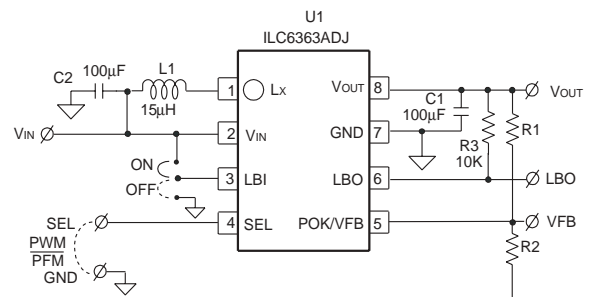 U1
ILC6363ADJ
C2
100µF
L1
15µH
1
LX
VOUT
8
C1
100µF
VOUT
R1
VIN
2
VIN
GND
7
R3
10K
ON
OFF
3
LBI
LBO
6
LBO
SEL
4
SEL
POK/VFB
5
VFB
PWM
PFM
GND
R2